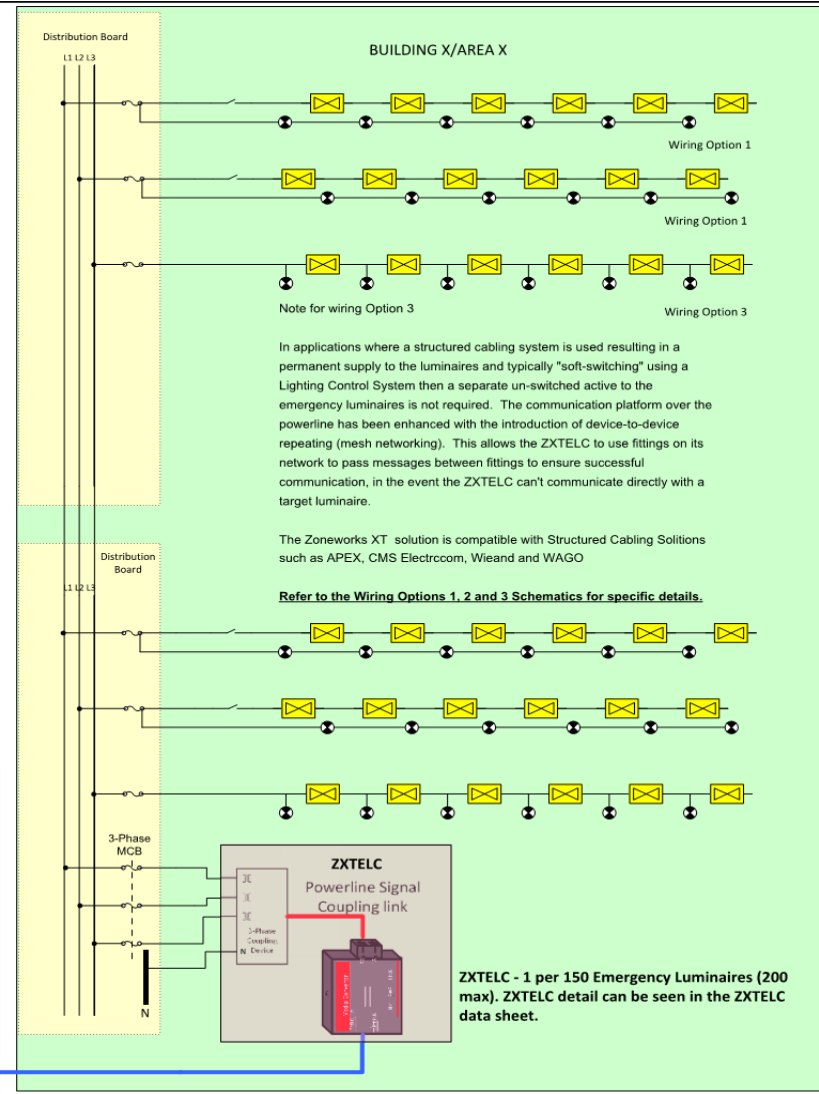 Distribution Board
L1 L2 L3
BUILDING X/AREA X
Wiring Option 1
Wiring Option 1
Note for wiring Option 3
Wiring Option 3
In applications where a structured cabling system is used resulting in a
permanent supply to the luminaires and typically "soft-switching" using a
Lighting Control System then a separate un-switched active to the
emergency luminaires is not required. The communication platform over the
powerline has been enhanced with the introduction of device-to-device
repeating (mesh networking). This allows the ZXTELC to use fittings on its
network to pass messages between fittings to ensure successful
communication, in the event the ZXTELC can't communicate directly with a
target luminaire.
The Zoneworks XT solution is compatible with Structured Cabling Solitions
such as APEX, CMS Electrccom, Wieand and WAGO
Distribution
Board
L1 L2 L3
Refer to the Wiring Options 1, 2 and 3 Schematics for specific details.
3-Phase
MCB
ZXTELC
Powerline Signal
Coupling link
3-Phase
Coupling
N Device
N
ZXTELC - 1 per 150 Emergency Luminaires (200
max). ZXTELC detail can be seen in the ZXTELC
data sheet.